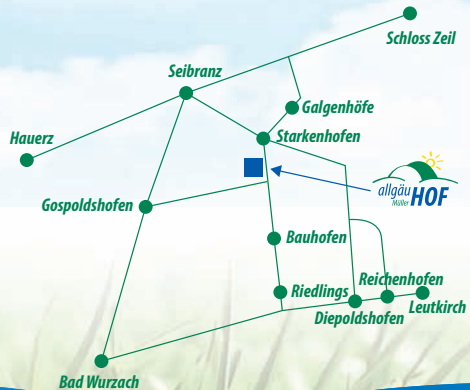 Schloss Zeil
Seibranz
Galgenhöfe
Hauerz
Starkenhofen
allgäu
Müller HOF
Gospoldshofen
Bauhofen
Reichenhofen
Riedlings
Leutkirch
Diepoldshofen
Bad Wurzach